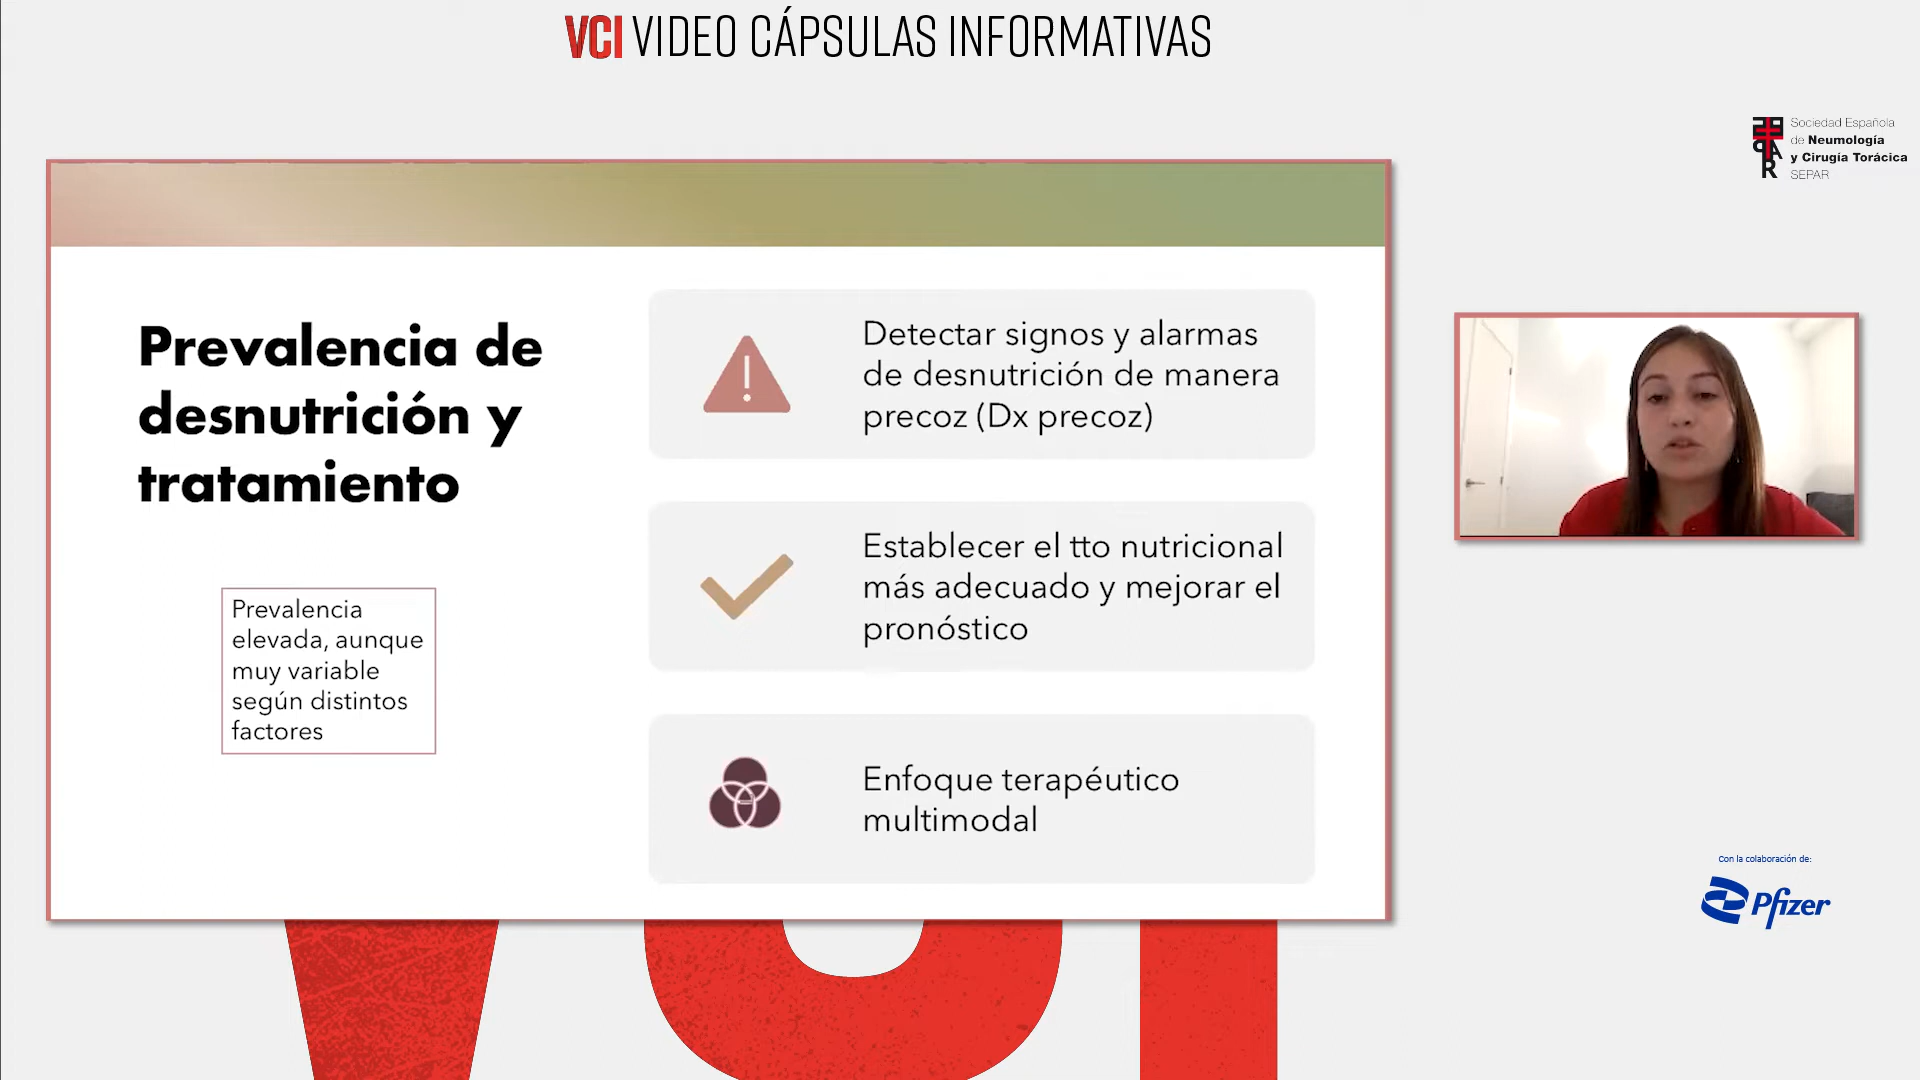 VCI VIDEO CÁPSULAS INFORMATIVAS
Sociedad Española
de Neumología
y Cirugía Torácica
SEPAR
Prevalencia de
desnutrición y
tratamiento
Prevalencia
elevada, aunque
muy variable
según distintos
factores
Detectar signos y alarmas
de desnutrición de manera
precoz (Dx precoz)
Establecer el tto nutricional
más adecuado y mejorar el
pronóstico
Enfoque terapéutico
multimodal
Con la colaboración de:
Pfizer
VCI